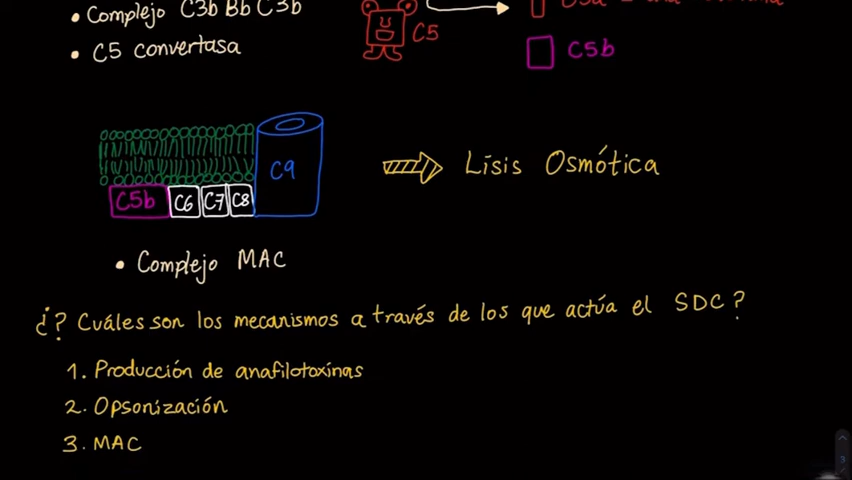 • Complejo C3b Bb C3b
• C5 convertasa
C5
C5b
C9
C5b C6 C7 C8
Lisis Osmótica
• Complejo MAC
¿? Cuáles son los mecanismos a través de los que actúa el SDC?
1. Producción de anafilotoxinas
2. Opsonización
3. MAC
3